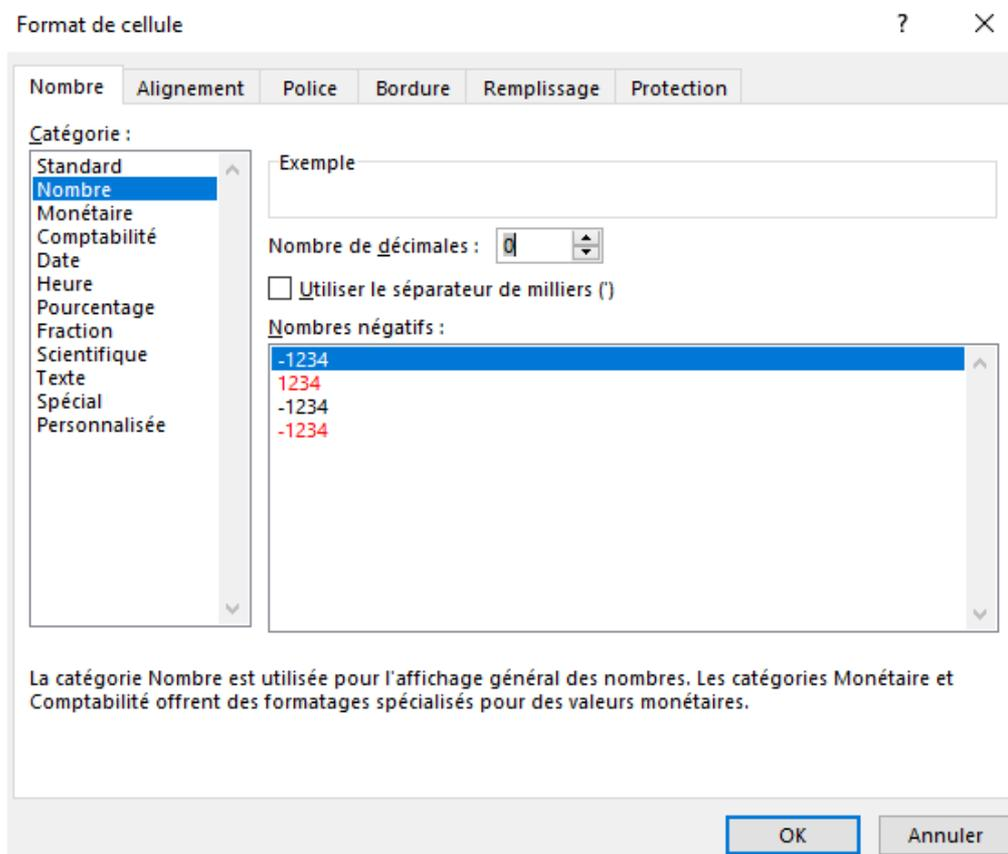 Format de cellule
?
Nombre
Alignement
Police
Bordure
Remplissage
Protection
Catégorie :
Standard
Nombre
Monétaire
Comptabilité
Date
Heure
Pourcentage
Fraction
Scientifique
Texte
Spécial
Personnalisée
Exemple
Nombre de décimales :
0
Utiliser le séparateur de milliers (')
Nombres négatifs :
-1234
1234
-1234
-1234
La catégorie Nombre est utilisée pour l'affichage général des nombres. Les catégories Monétaire et
Comptabilité offrent des formatages spécialisés pour des valeurs monétaires.
OK
Annuler